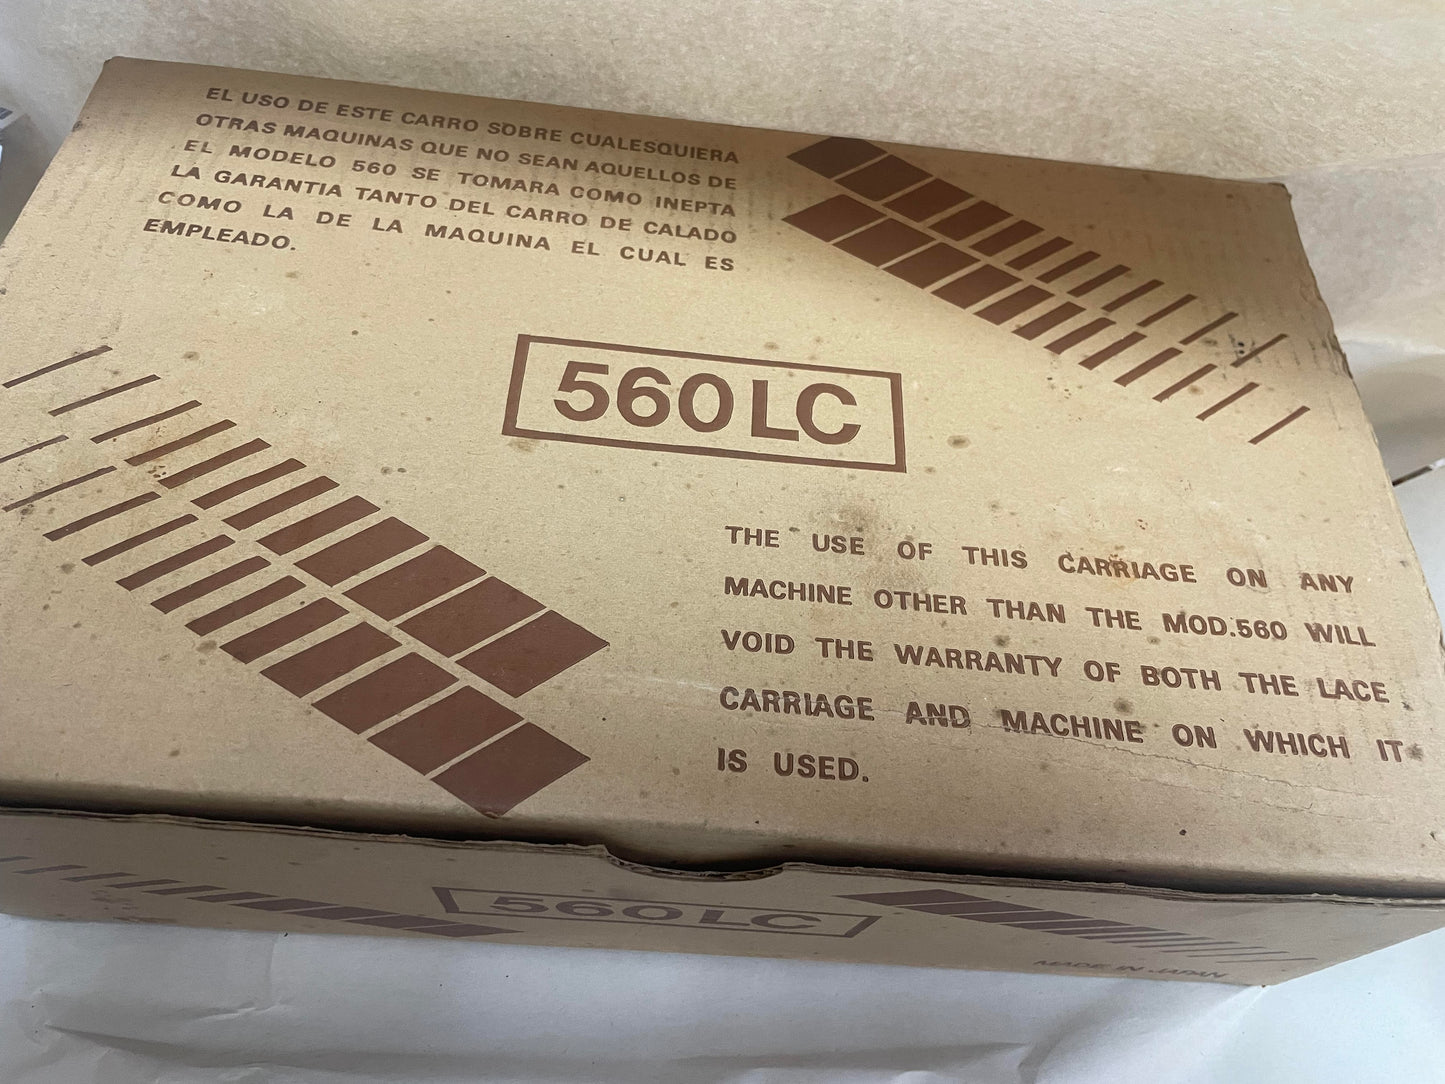 EL USO DE ESTE CARRO SOBRE CUALESQUIERA
OTRAS MAQUINAS QUE NO SEAN AQUELLOS DE
EL MODELO 560 SE TOMARA COMO INEPTA
LA GARANTIA TANTO DEL CARRO DE CALADO
COMO LA DE LA MAQUINA EL CUAL ES
EMPLEADO.
560LC
THE USE OF THIS CARRIAGE ON ANY
MACHINE OTHER THAN THE MOD.560 WILL
VOID THE WARRANTY OF BOTH THE LACE
CARRIAGE AND MACHINE ON WHICH IT
IS USED.
560LC
MADE IN JAPAN